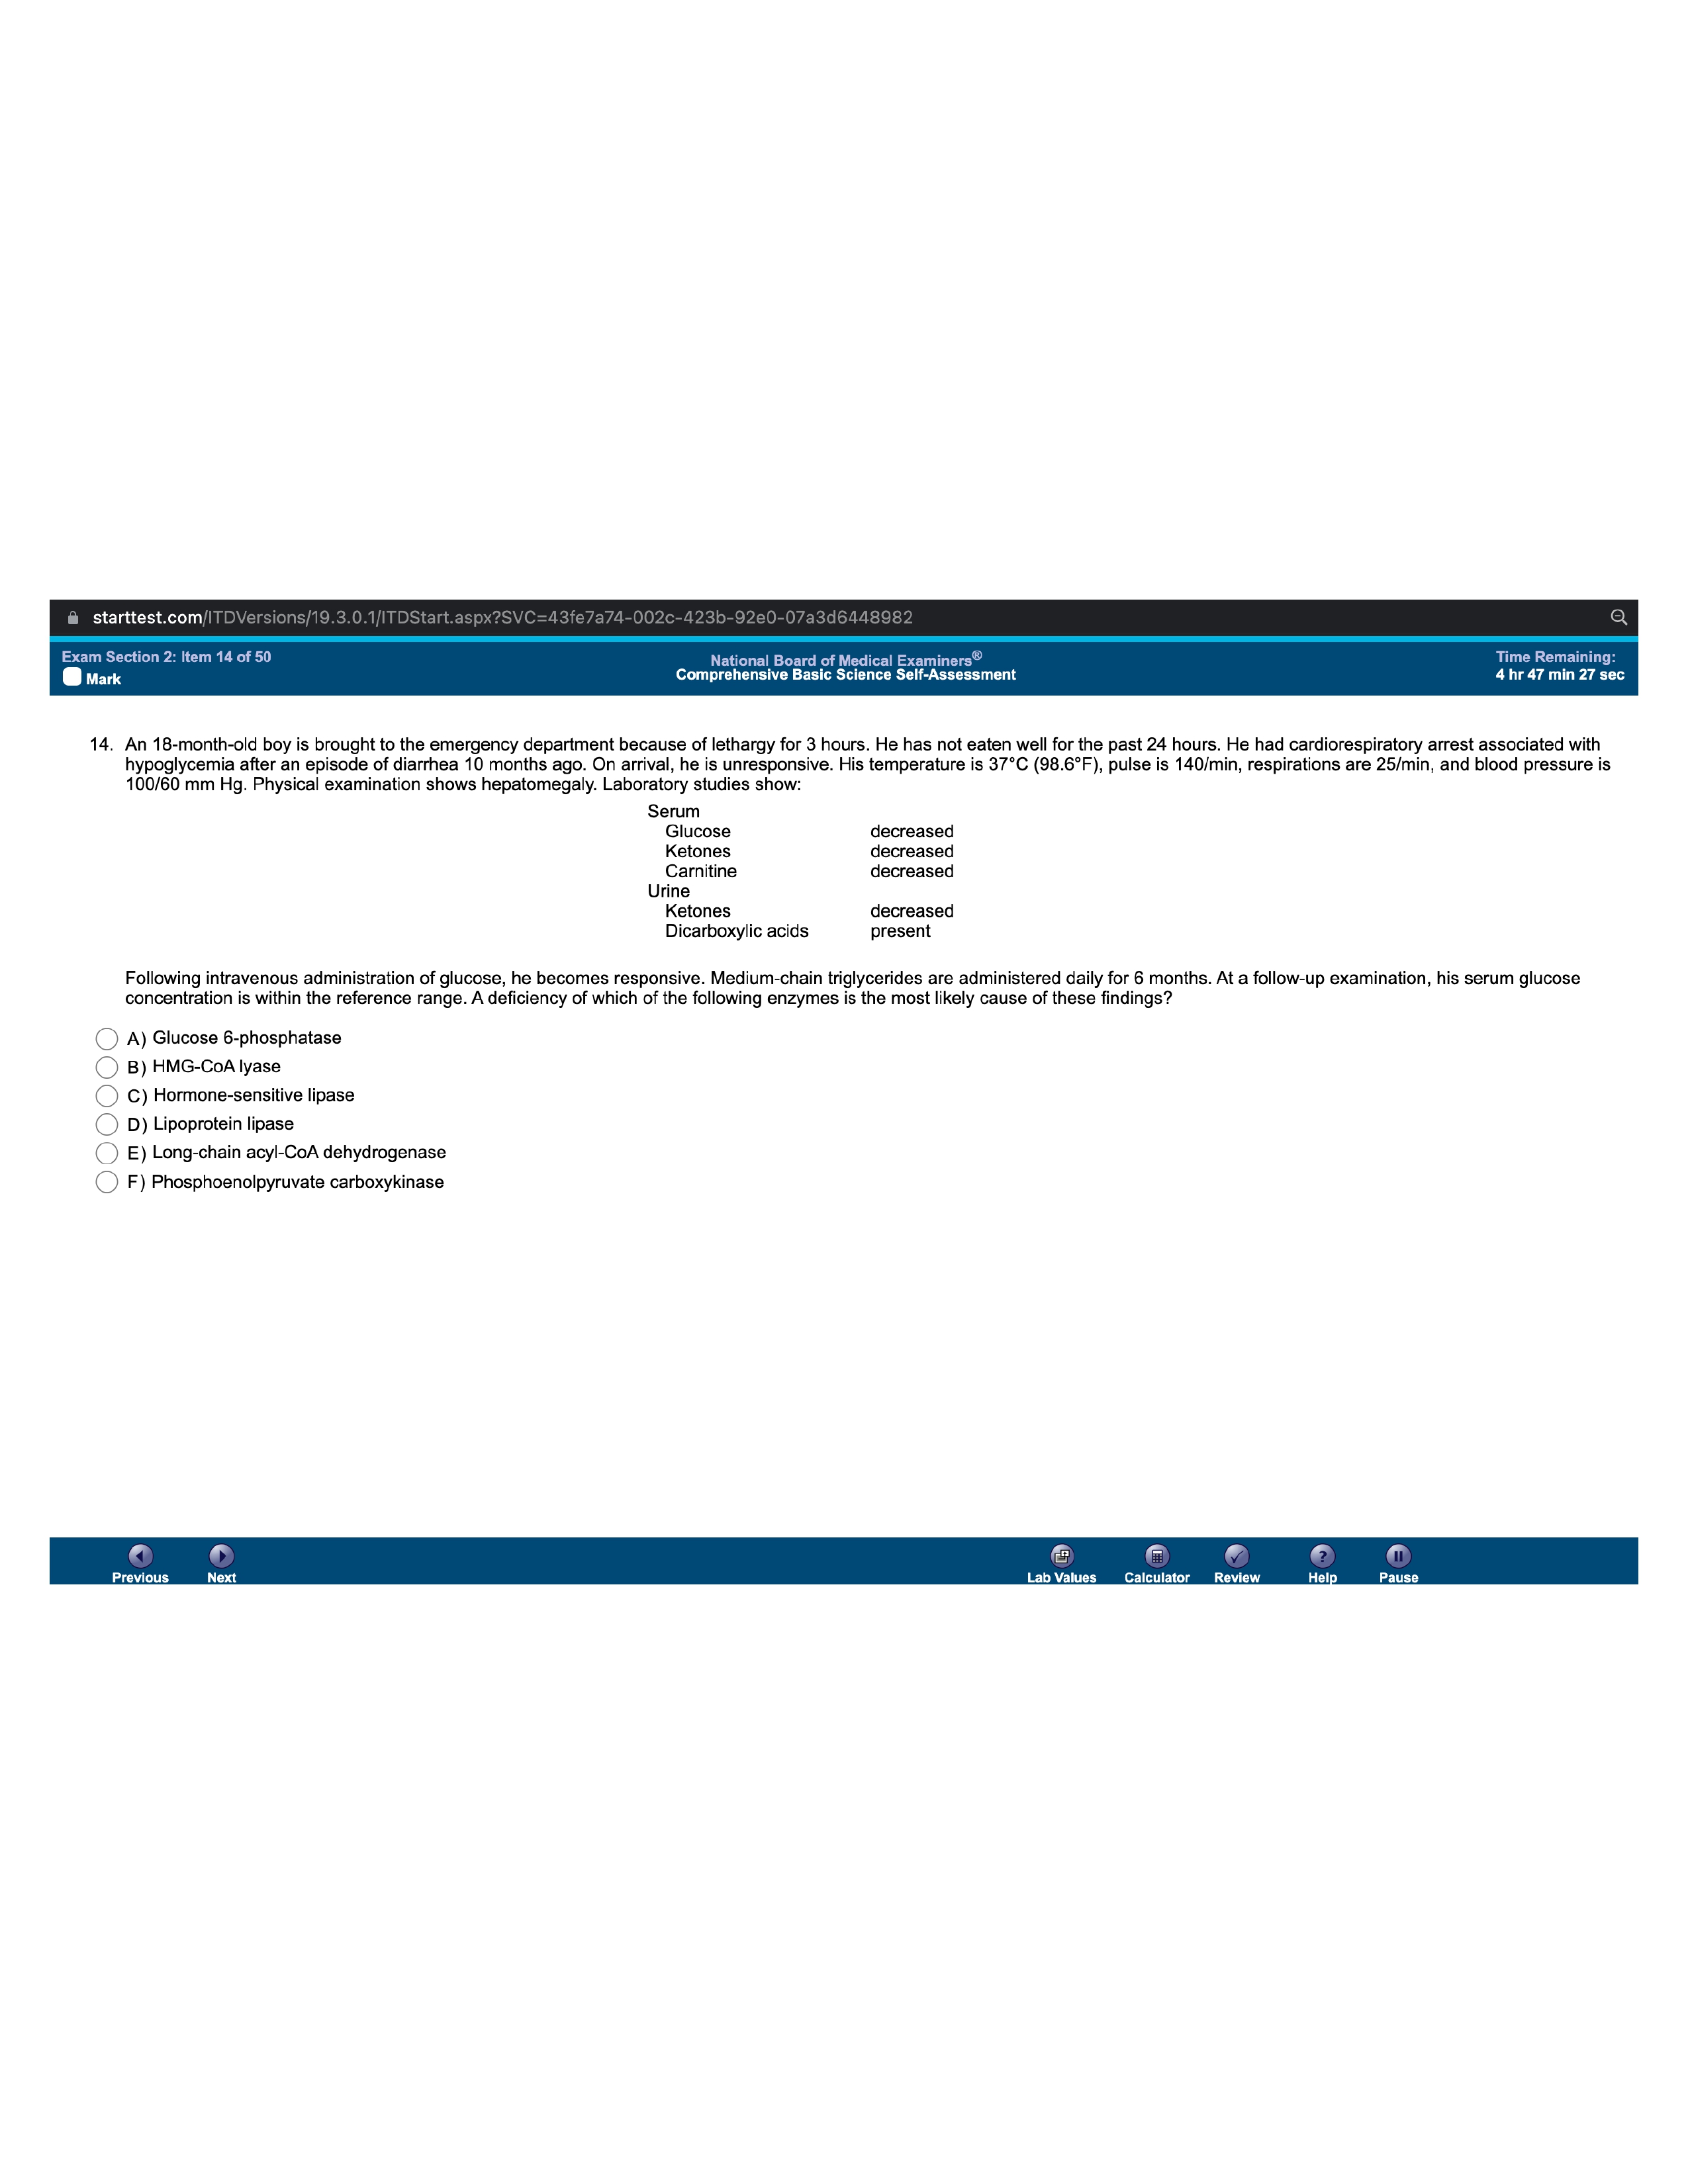 starttest.com/ITDVersions/19.3.0.1/ITDStart.aspx?SVC=43fe7a74-002c-423b-92e0-07a3d6448982
Exam Section 2: Item 14 of 50
National Board of Medical Examiners®
Time Remaining:
Mark
Comprehensive Basic Science Self-Assessment
4 hr 47 min 27 sec
14. An 18-month-old boy is brought to the emergency department because of lethargy for 3 hours. He has not eaten well for the past 24 hours. He had cardiorespiratory arrest associated with
hypoglycemia after an episode of diarrhea 10 months ago. On arrival, he is unresponsive. His temperature is 37°C (98.6°F), pulse is 140/min, respirations are 25/min, and blood pressure is
100/60 mm Hg. Physical examination shows hepatomegaly. Laboratory studies show:
Serum
Glucose decreased
Ketones decreased
Carnitine decreased
Urine
Ketones decreased
Dicarboxylic acids present
Following intravenous administration of glucose, he becomes responsive. Medium-chain triglycerides are administered daily for 6 months. At a follow-up examination, his serum glucose
concentration is within the reference range. A deficiency of which of the following enzymes is the most likely cause of these findings?
A) Glucose 6-phosphatase
B) HMG-CoA lyase
C) Hormone-sensitive lipase
D) Lipoprotein lipase
E) Long-chain acyl-CoA dehydrogenase
F) Phosphoenolpyruvate carboxykinase
Previous Next Lab Values Calculator Review Help Pause